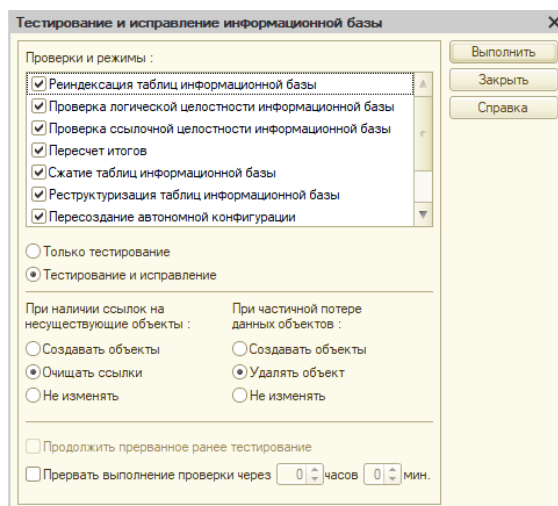 Тестирование и исправление информационной базы
Выполнить
Закрыть
Справка
Проверки и режимы :
Реиндексация таблиц информационной базы
Проверка логической целостности информационной базы
Проверка ссылочной целостности информационной базы
Пересчет итогов
Сжатие таблиц информационной базы
Реструктуризация таблиц информационной базы
Пересоздание автономной конфигурации
Только тестирование
Тестирование и исправление
При наличии ссылок на
несуществующие объекты :
Создавать объекты
Очищать ссылки
Не изменять
При частичной потере
данных объектов :
Создавать объекты
Удалять объект
Не изменять
Продолжить прерванное ранее тестирование
Прервать выполнение проверки через 0 часов 0 мин.